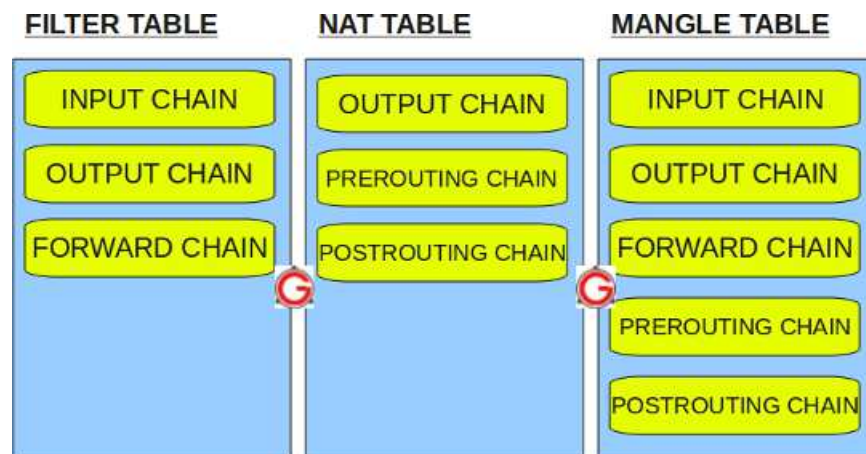 FILTER TABLE
INPUT CHAIN
OUTPUT CHAIN
FORWARD CHAIN
NAT TABLE
OUTPUT CHAIN
PREROUTING CHAIN
POSTROUTING CHAIN
MANGLE TABLE
INPUT CHAIN
OUTPUT CHAIN
FORWARD CHAIN
PREROUTING CHAIN
POSTROUTING CHAIN
G
G